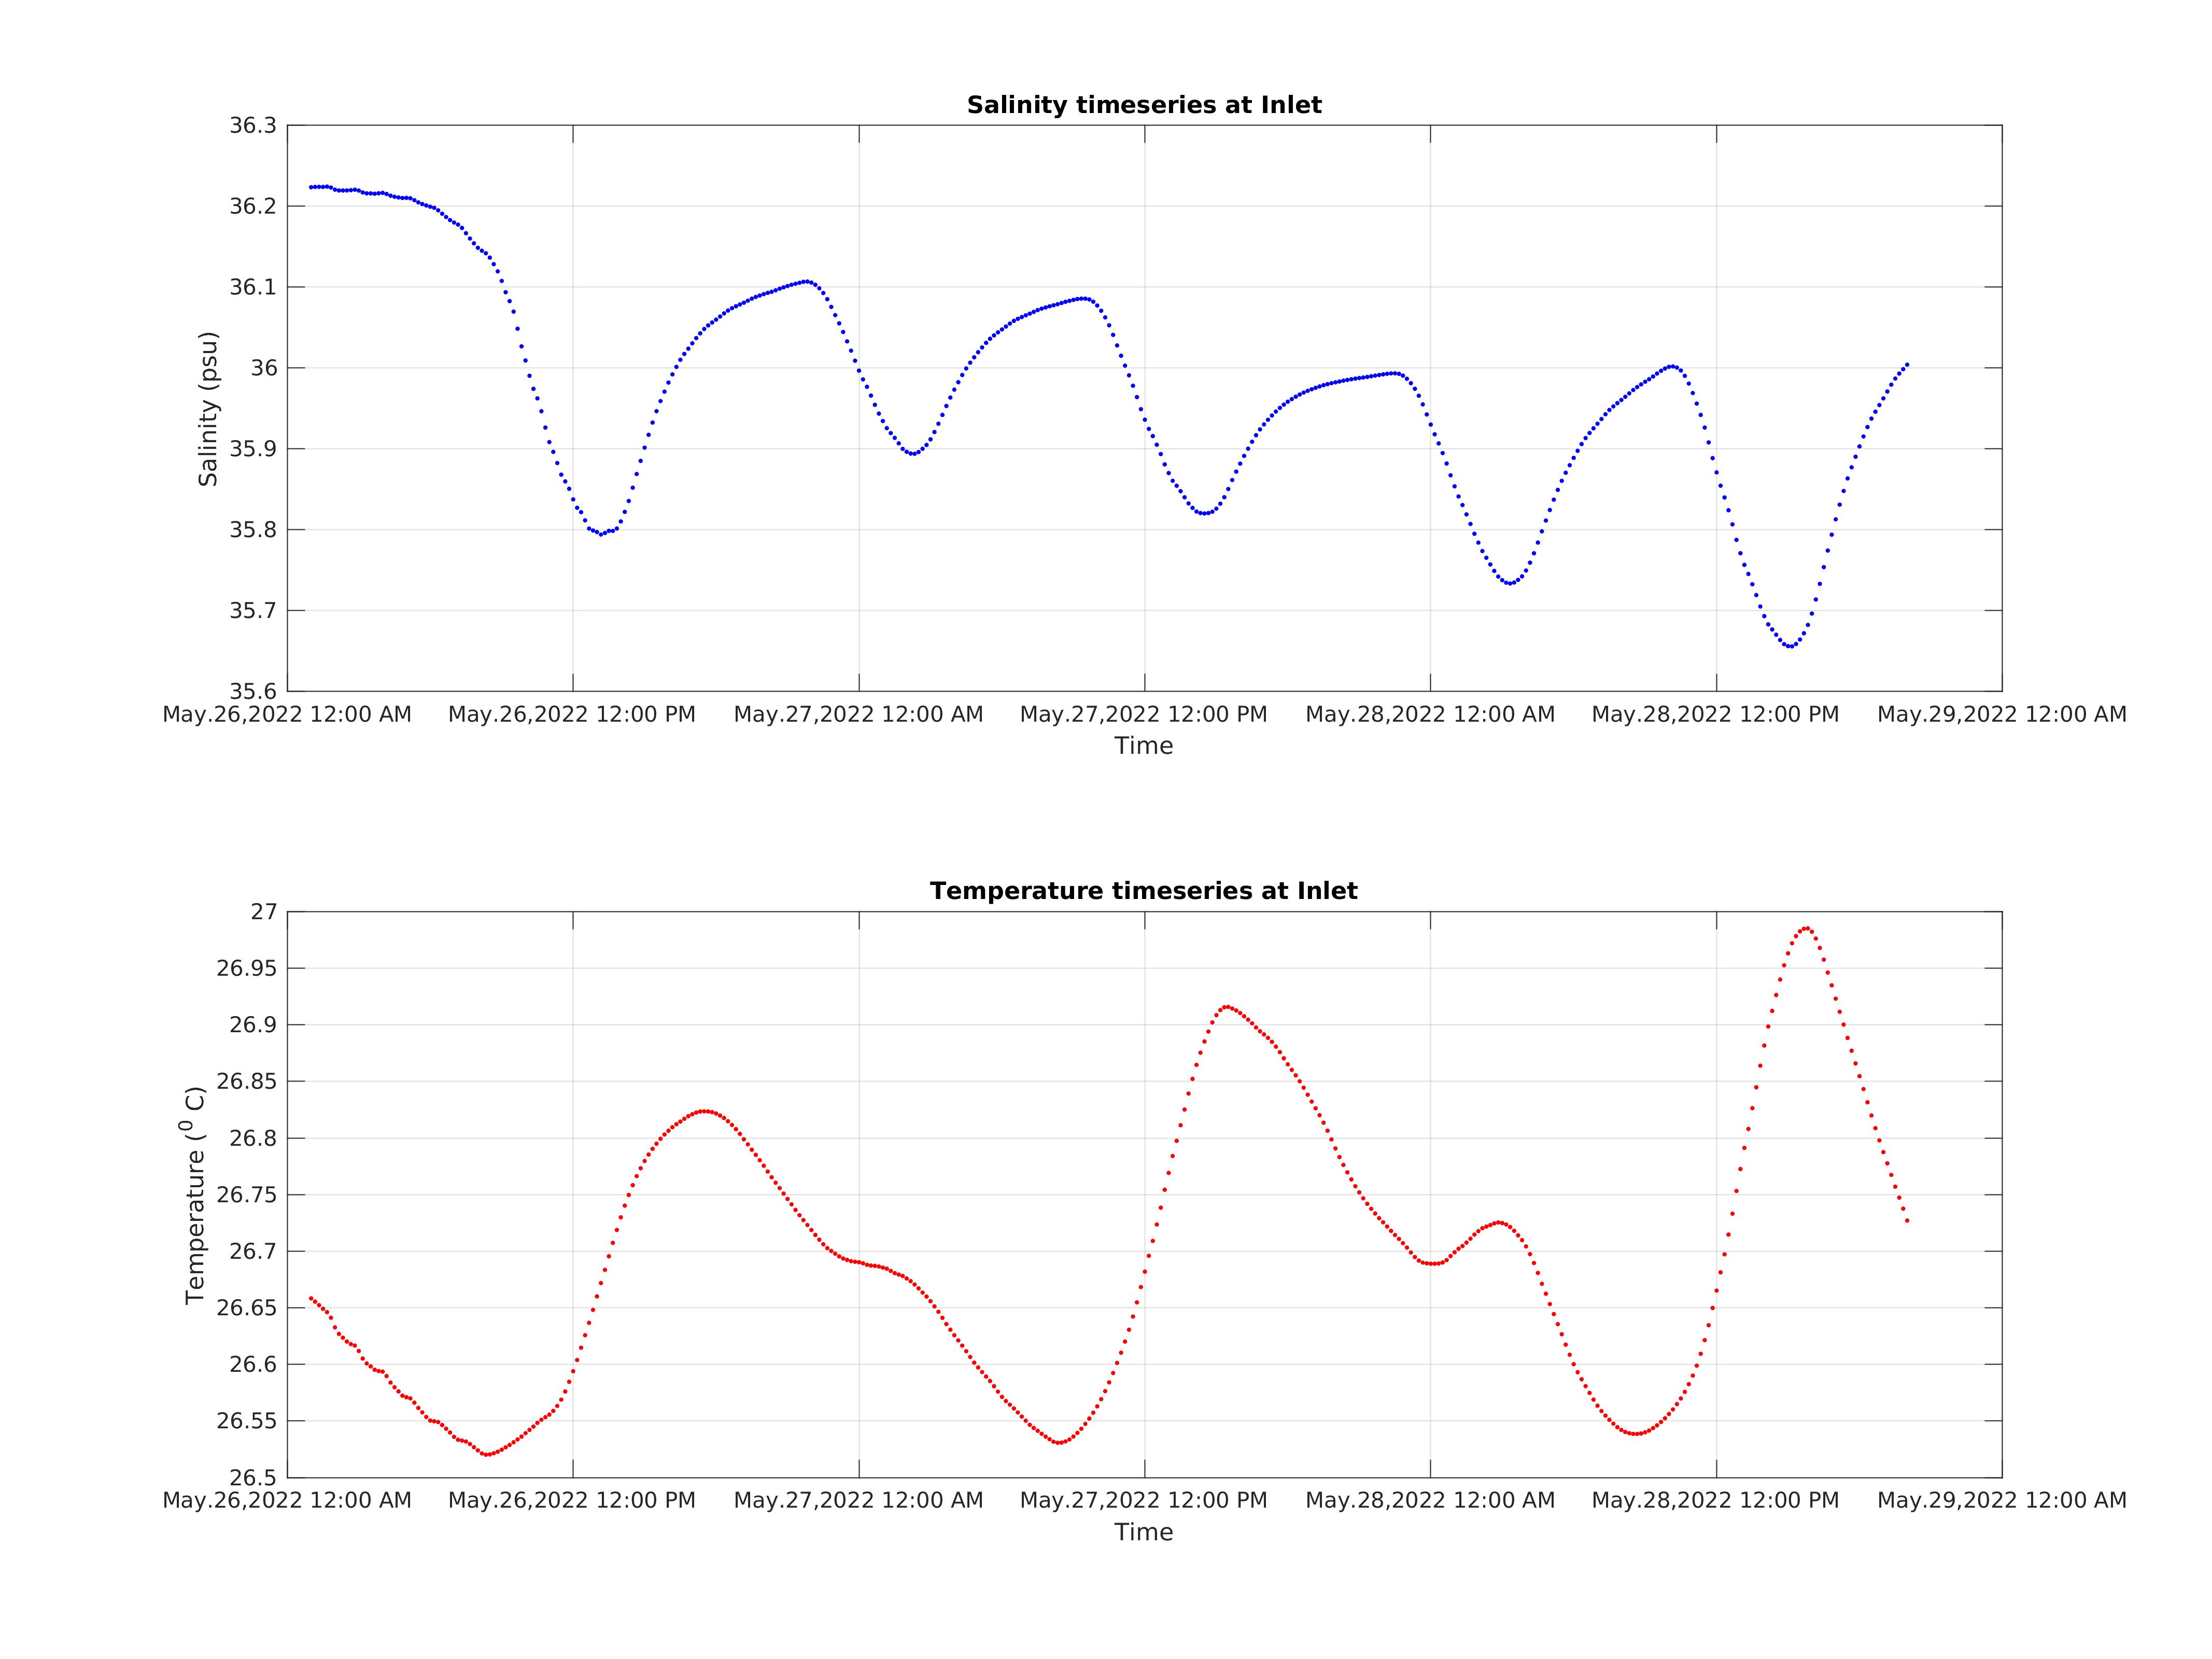 Salinity timeseries at Inlet
36.3
36.2
36.1
36
35.9
35.8
35.7
35.6
Salinity (psu)
May.26,2022 12:00 AM May.26,2022 12:00 PM May.27,2022 12:00 AM May.27,2022 12:00 PM May.28,2022 12:00 AM May.28,2022 12:00 PM May.29,2022 12:00 AM
Time
Temperature timeseries at Inlet
27
26.95
26.9
26.85
26.8
26.75
26.7
26.65
26.6
26.55
26.5
Temperature (⁰ C)
May.26,2022 12:00 AM May.26,2022 12:00 PM May.27,2022 12:00 AM May.27,2022 12:00 PM May.28,2022 12:00 AM May.28,2022 12:00 PM May.29,2022 12:00 AM
Time